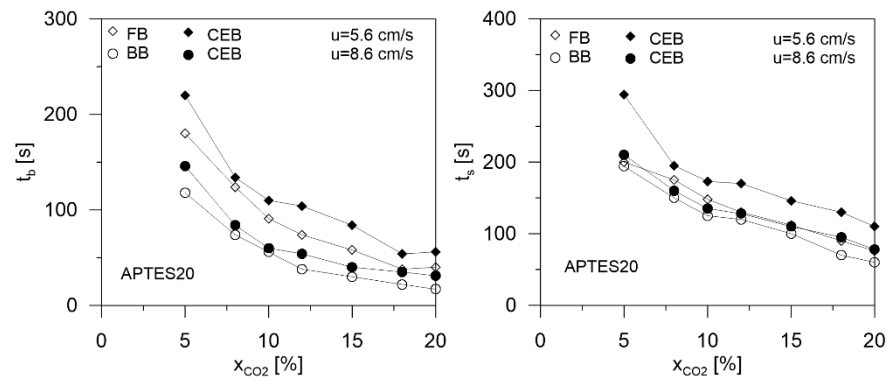 300
FB CEB u=5.6 cm/s
BB CEB u=8.6 cm/s
200
t_b [s]
100
APTES20
0
0 5 10 15 20
x_CO2 [%]
400
FB CEB u=5.6 cm/s
BB CEB u=8.6 cm/s
300
t_s [s]
200
100
APTES20
0
0 5 10 15 20
x_CO2 [%]